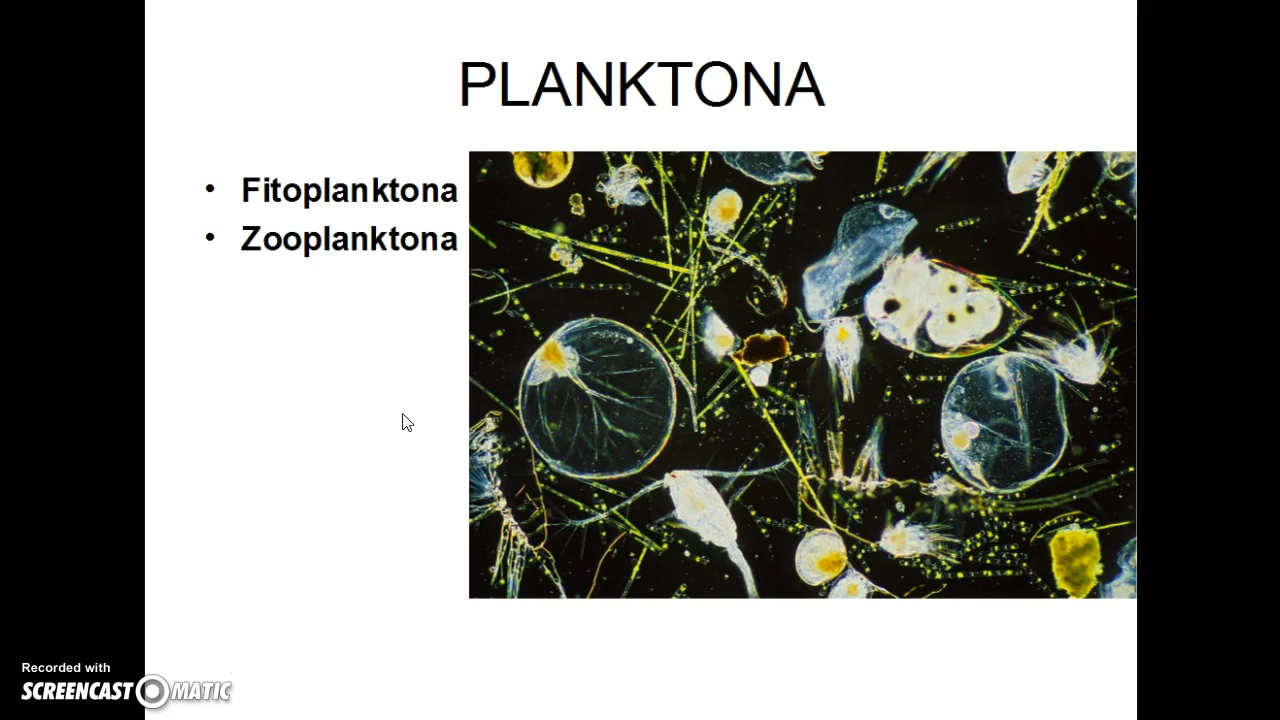 PLANKTONA
• Fitoplanktona
• Zooplanktona
Recorded with
SCREENCAST MATIC